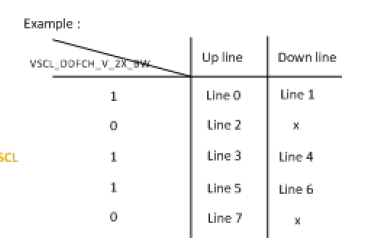 Example :
VSCL_DDFCH_V_2X_BW Up line Down line
1 Line 0 Line 1
0 Line 2 x
SCL 1 Line 3 Line 4
1 Line 5 Line 6
0 Line 7 x